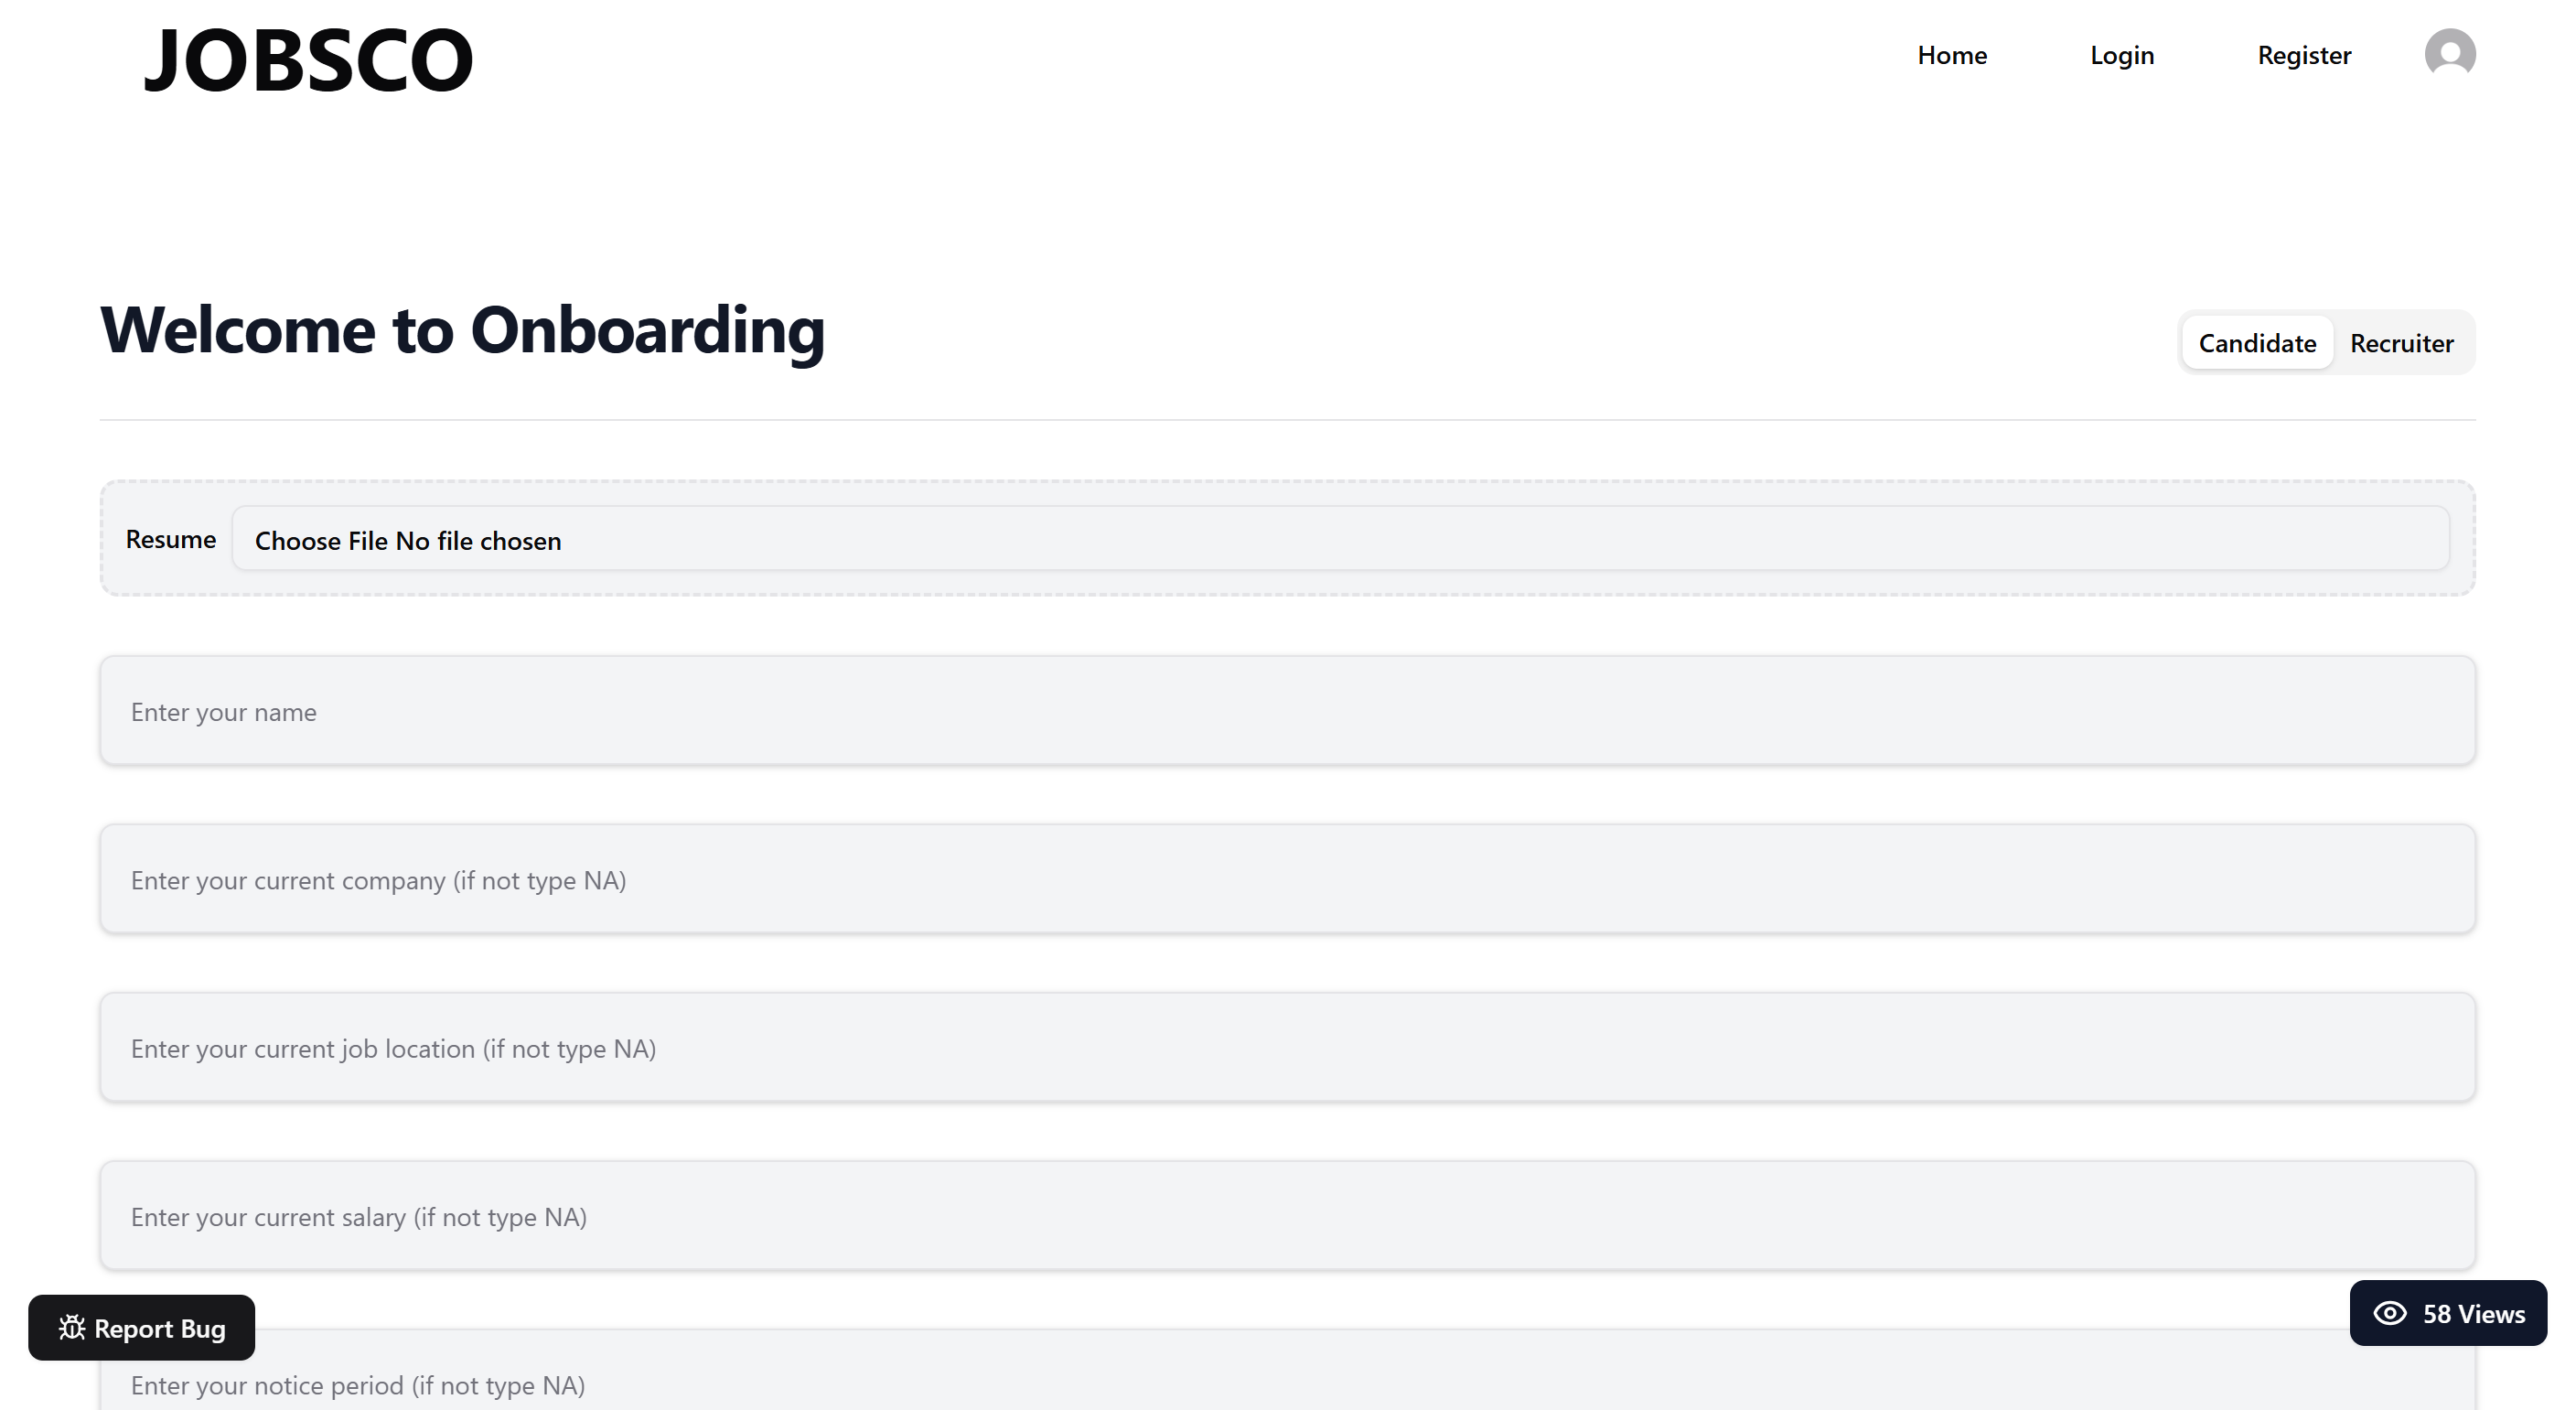 JOBSCO
Home
Login
Register
Welcome to Onboarding
Candidate
Recruiter
Resume
Choose File No file chosen
Enter your name
Enter your current company (if not type NA)
Enter your current job location (if not type NA)
Enter your current salary (if not type NA)
Report Bug
58 Views
Enter your notice period (if not type NA)